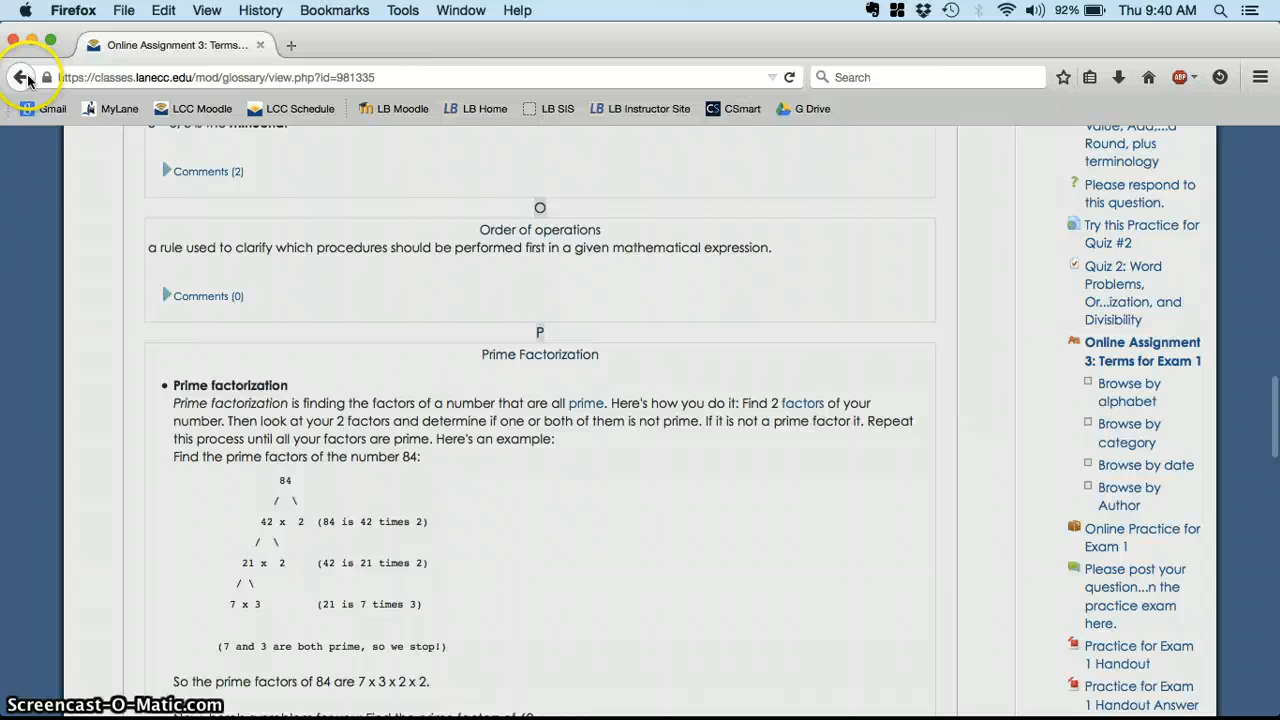 Firefox File Edit View History Bookmarks Tools Window Help 92% Thu 9:40 AM
Online Assignment 3: Terms...
https://classes.lanecc.edu/mod/glossary/view.php?id=981335 Search ABP
Gmail MyLane LCC Moodle LCC Schedule LB Moodle LB LB Home LB SIS LB LB Instructor Site CS CSmart G Drive
Comments (2)
O
Order of operations
a rule used to clarify which procedures should be performed first in a given mathematical expression.
Comments (0)
P
Prime Factorization
• Prime factorization
Prime factorization is finding the factors of a number that are all prime. Here's how you do it: Find 2 factors of your
number. Then look at your 2 factors and determine if one or both of them is not prime. If it is not a prime factor it. Repeat
this process until all your factors are prime. Here's an example:
Find the prime factors of the number 84:
84
/ \
42 x 2 (84 is 42 times 2)
/ \
21 x 2 (42 is 21 times 2)
/ \
7 x 3 (21 is 7 times 3)
(7 and 3 are both prime, so we stop!)
So the prime factors of 84 are 7 x 3 x 2 x 2.
Value, Add,...d
Round, plus
terminology
Please respond to
this question.
Try this Practice for
Quiz #2
Quiz 2: Word
Problems,
Or...ization, and
Divisibility
Online Assignment
3: Terms for Exam 1
Browse by
alphabet
Browse by
category
Browse by date
Browse by
Author
Online Practice for
Exam 1
Please post your
question...n the
practice exam
here.
Practice for Exam
1 Handout
Practice for Exam
1 Handout Answer
Screencast-O-Matic.com